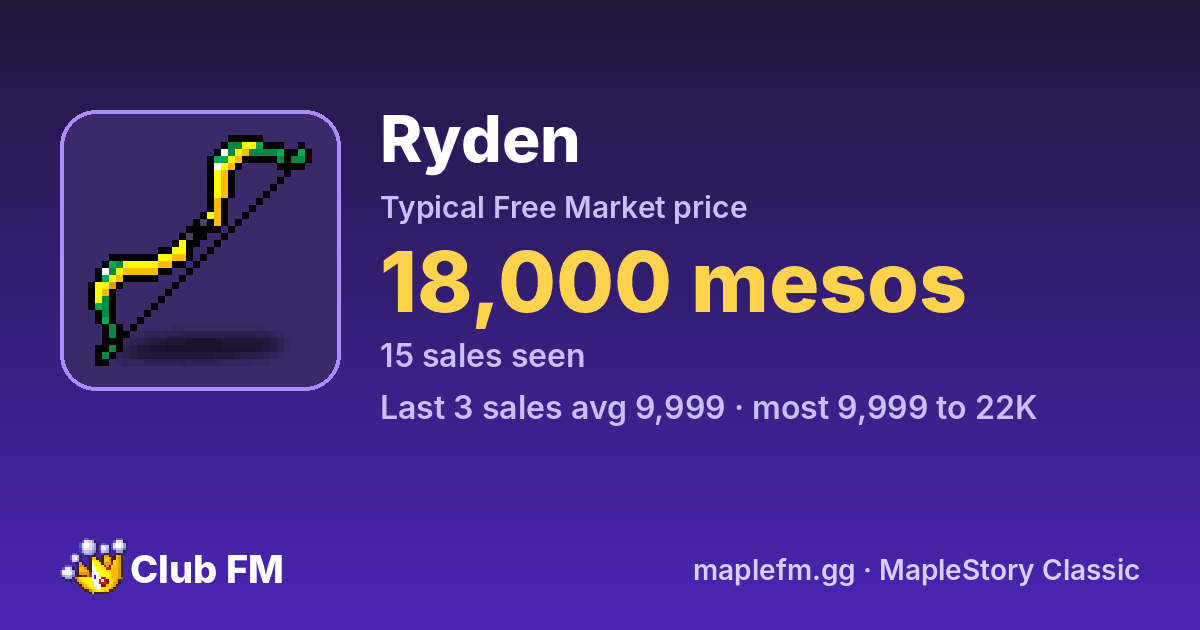 Ryden
Typical Free Market price
18,000 mesos
15 sales seen
Last 3 sales avg 9,999 · most 9,999 to 22K
Club FM
maplefm.gg · MapleStory Classic